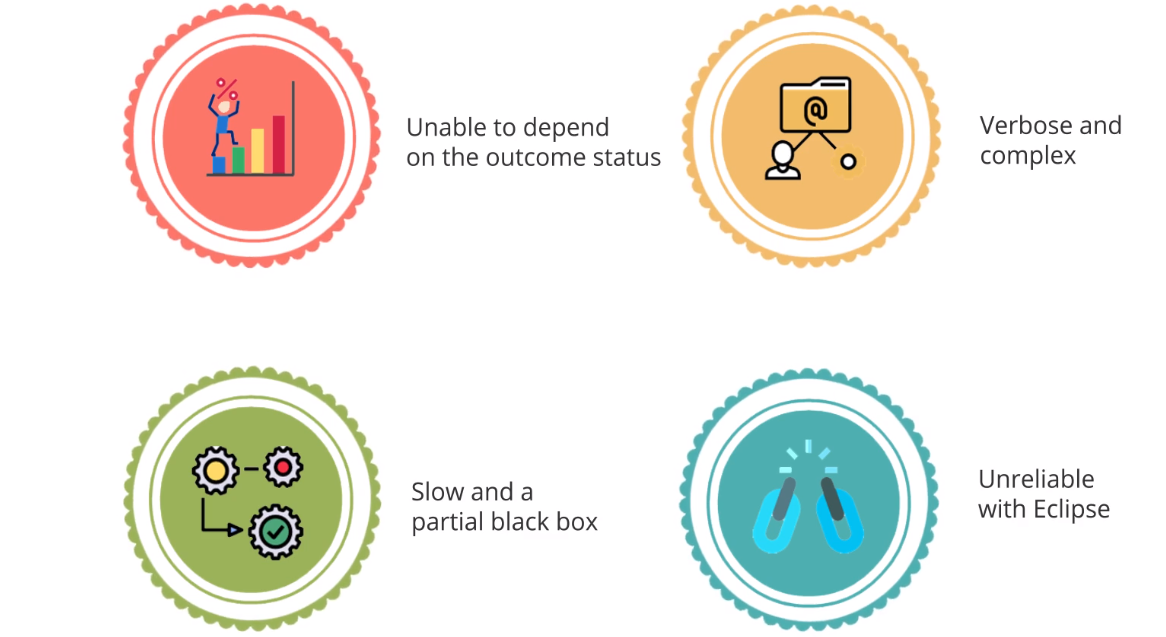 Unable to depend
on the outcome status
Verbose and
complex
Slow and a
partial black box
Unreliable
with Eclipse